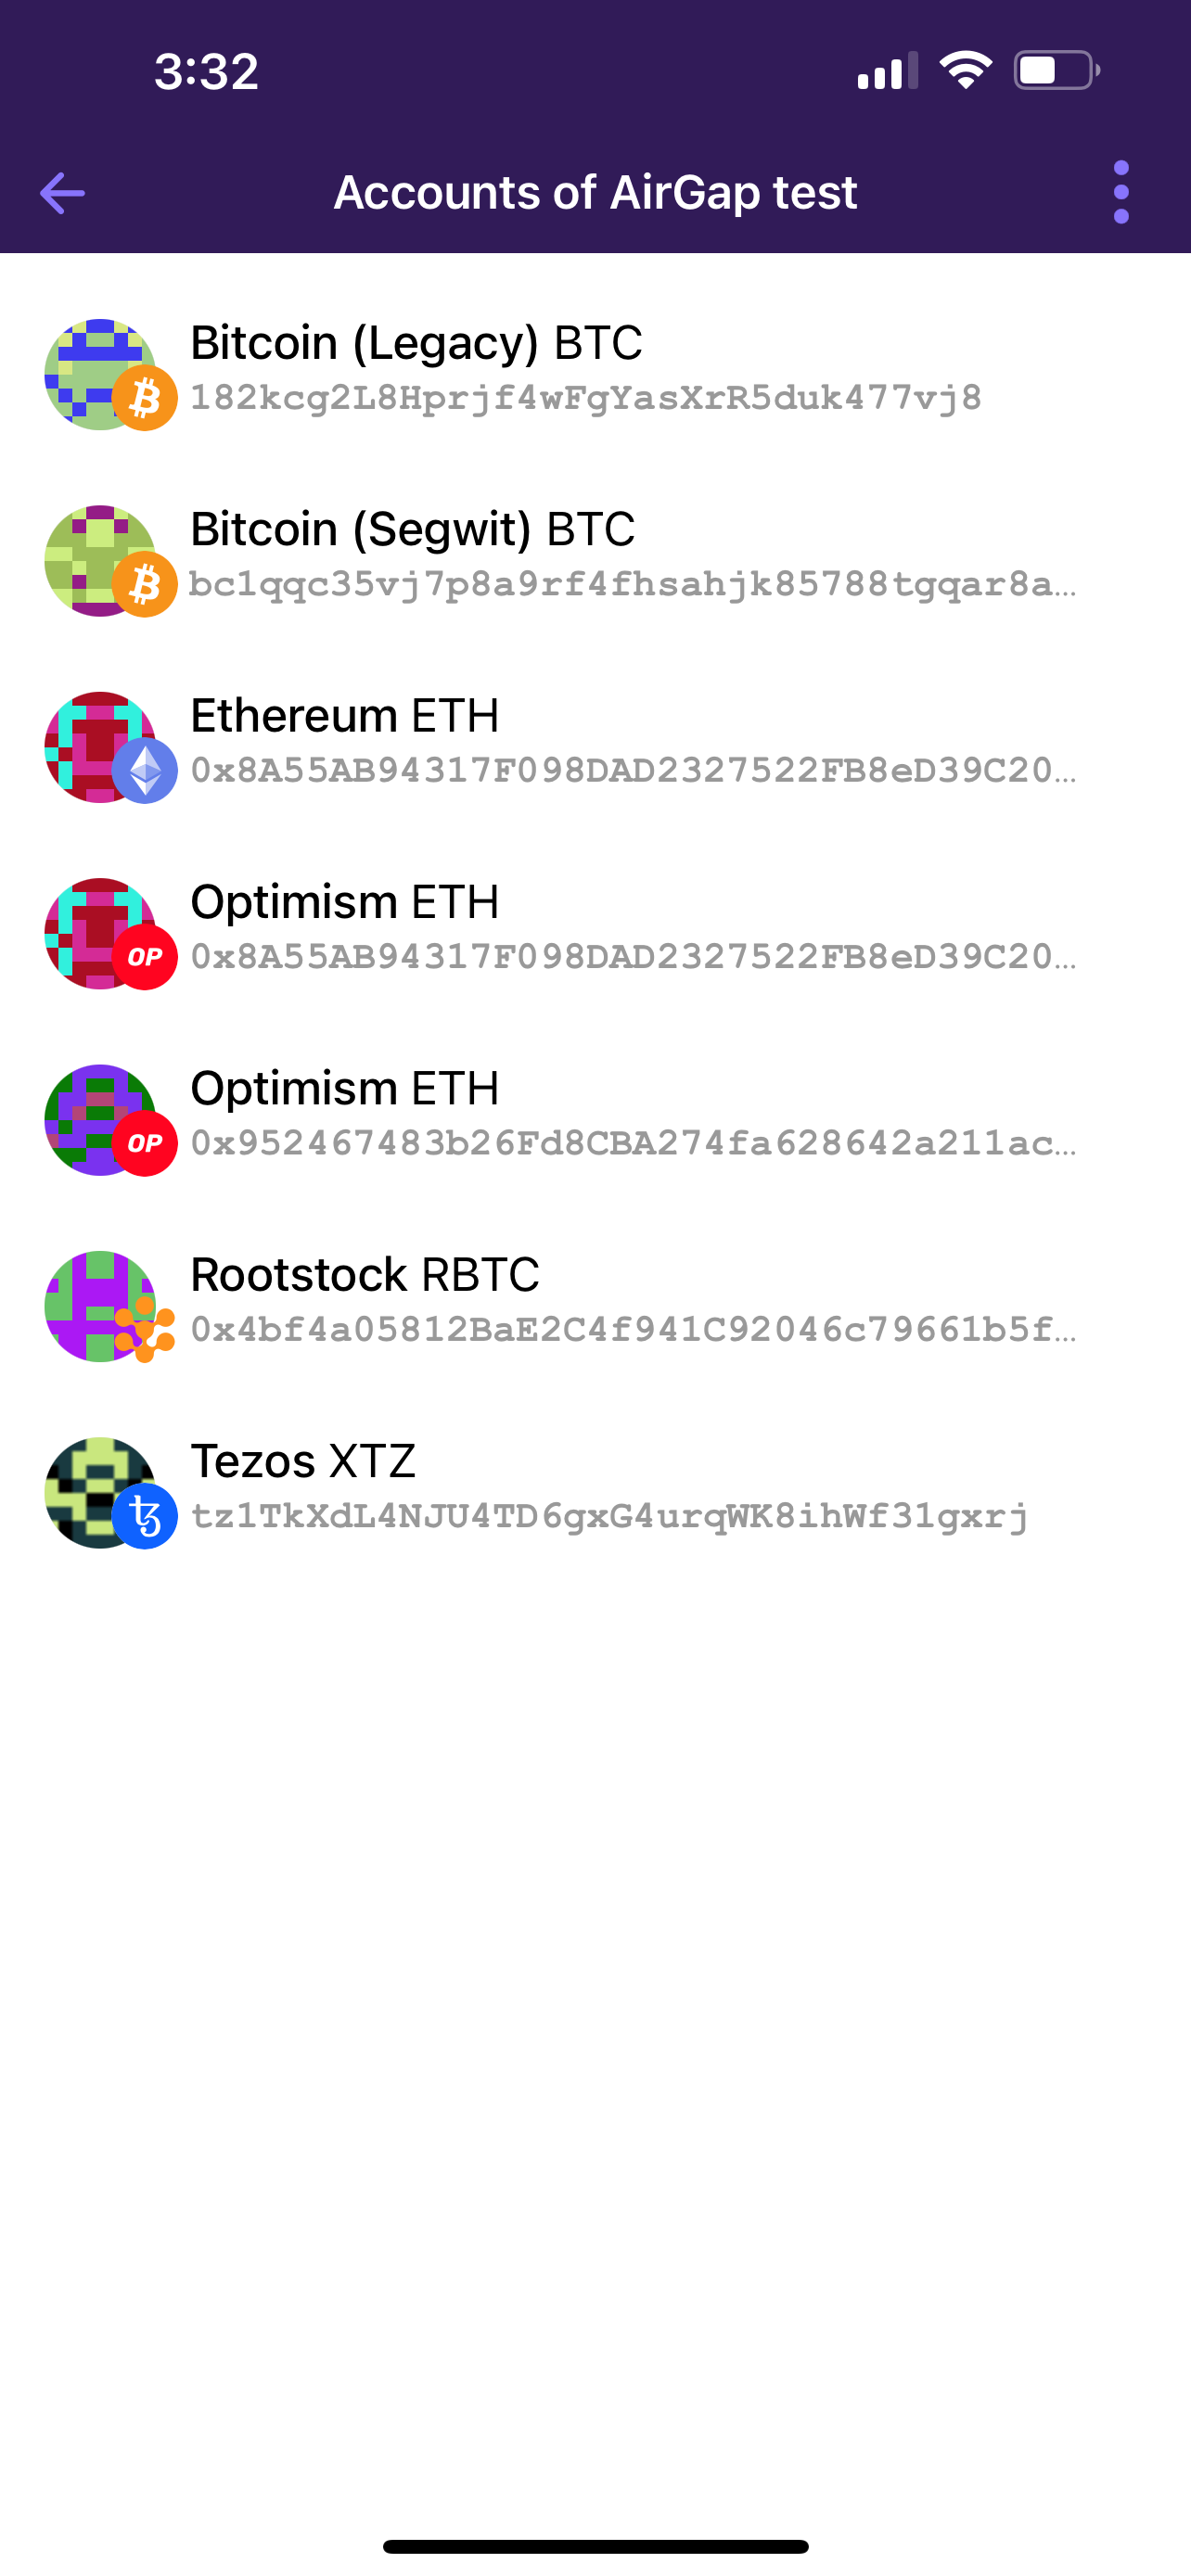 3:32
Accounts of AirGap test
Bitcoin (Legacy) BTC
182kcg2L8Hprjf4wFgYasXrR5duk477vj8
Bitcoin (Segwit) BTC
bc1qqc35vj7p8a9rf4fhsahjk85788tgqar8a...
Ethereum ETH
0x8A55AB94317F098DAD2327522FB8eD39C20...
OP
Optimism ETH
0x8A55AB94317F098DAD2327522FB8eD39C20...
OP
Optimism ETH
0x952467483b26Fd8CBA274fa628642a211ac...
Rootstock RBTC
0x4bf4a05812BaE2C4f941C92046c79661b5f...
Tezos XTZ
tz1TkXdL4NJU4TD6gxG4urqWK8ihWf31gxrj